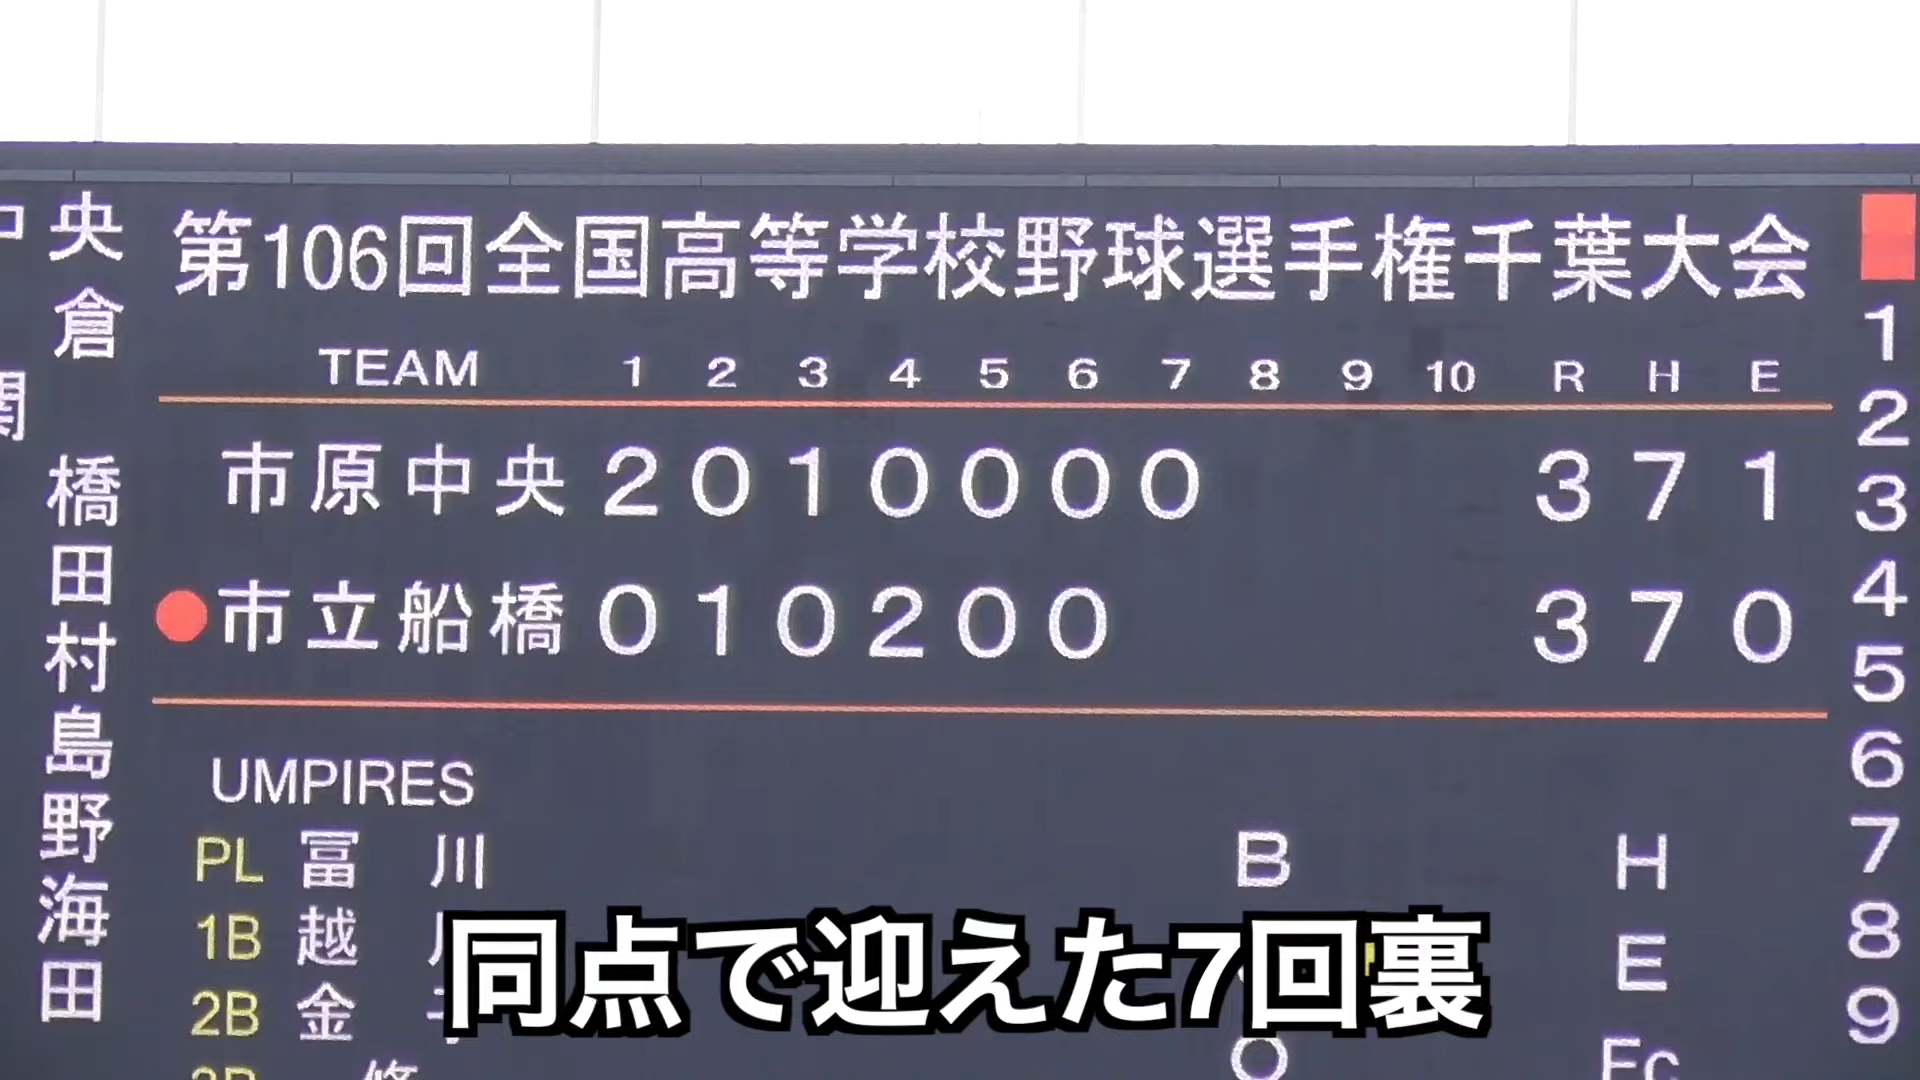 第106回全国高等学校野球選手権千葉大会
TEAM 1 2 3 4 5 6 7 8 9 10 R H E
市原中央 2 0 1 0 0 0 0 3 7 1
市立船橋 0 1 0 2 0 0 3 7 0
UMPIRES
PL 冨川 B H
1B 越 E
2B 金 O Fc
同点で迎えた7回裏
央
倉
関
橋
田
村
島
野
海
田
1
2
3
4
5
6
7
8
9